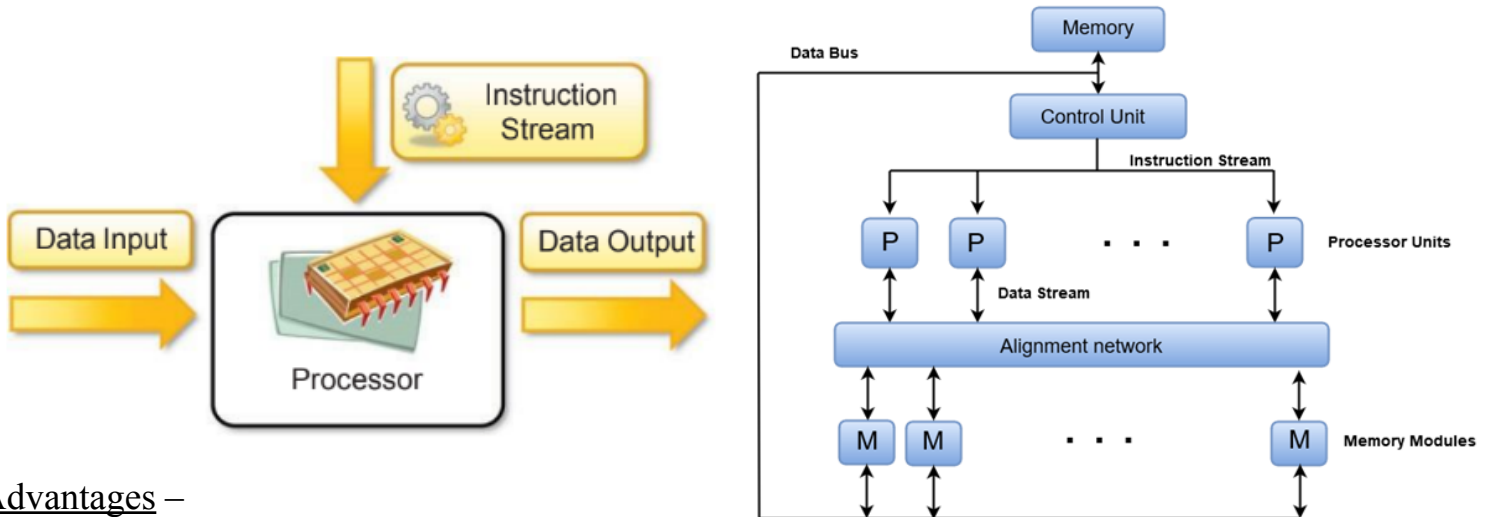 Instruction
Stream
Data Input
Data Output
Processor
Memory
Data Bus
Control Unit
Instruction Stream
P
P
. . .
P
Processor Units
Data Stream
Alignment network
M
M
. . .
M
Memory Modules
Advantages –